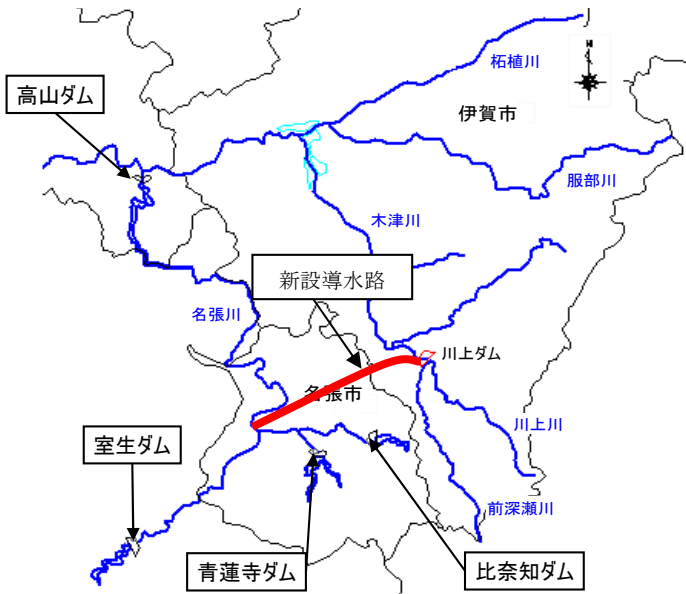 柘植川
N
高山ダム
伊賀市
服部川
木津川
新設導水路
名張川
川上ダム
名張市
川上川
室生ダム
前深瀬川
青蓮寺ダム
比奈知ダム